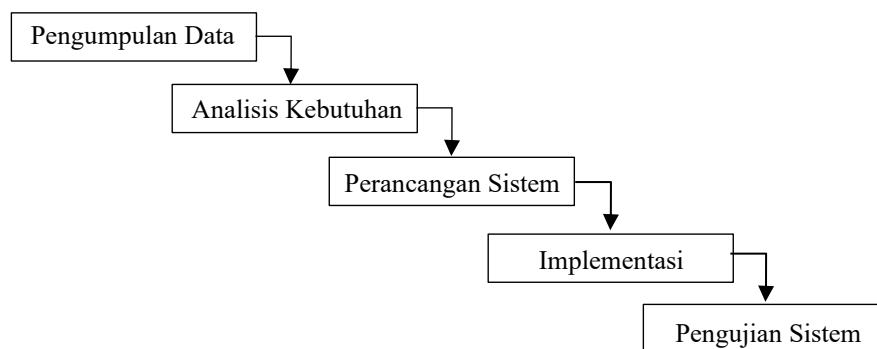 Pengumpulan Data
Analisis Kebutuhan
Perancangan Sistem
Implementasi
Pengujian Sistem